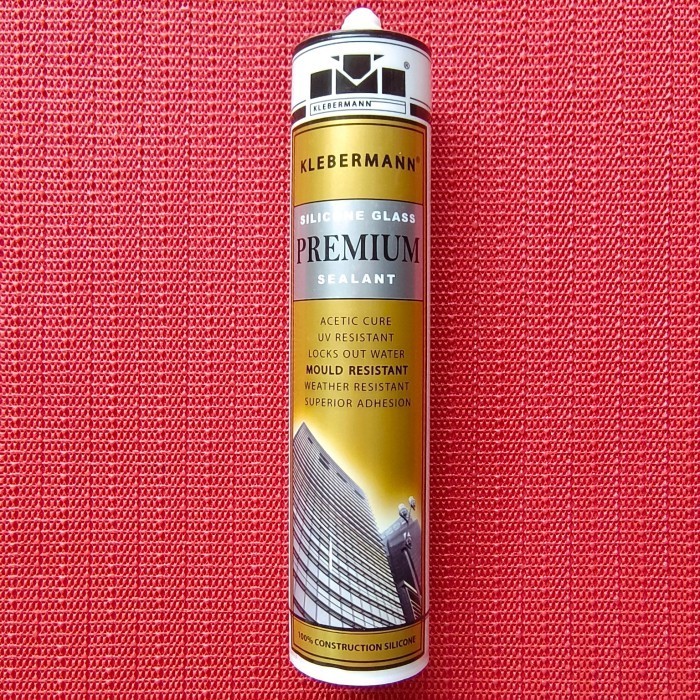 ®
KLEBERMANN
KLEBERMANN®
SILICONE GLASS
PREMIUM
SEALANT
ACETIC CURE
UV RESISTANT
LOCKS OUT WATER
MOULD RESISTANT
WEATHER RESISTANT
SUPERIOR ADHESION
100% CONSTRUCTION SILICONE